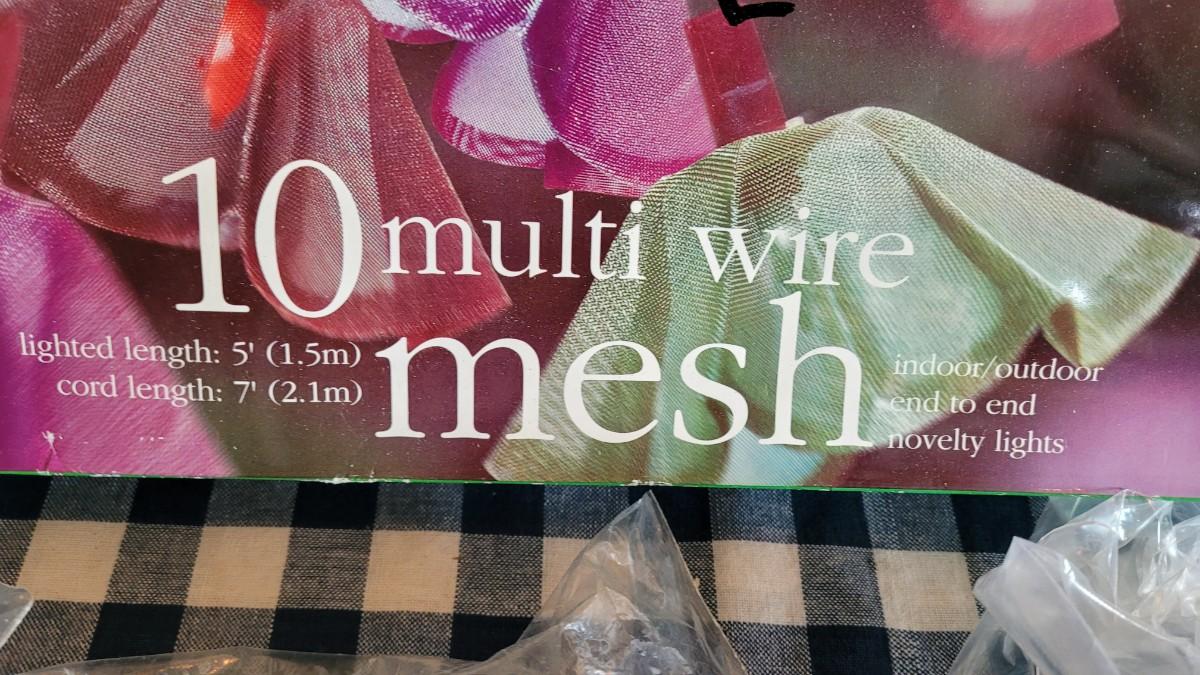 10 multi wire
mesh
lighted length: 5' (1.5m)
cord length: 7' (2.1m)
indoor/outdoor
end to end
novelty lights